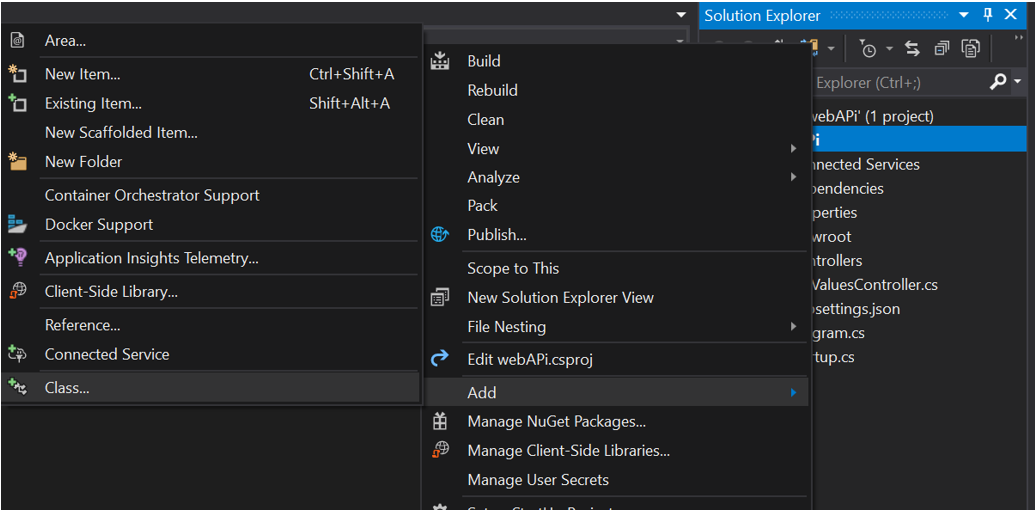 Area...
New Item... Ctrl+Shift+A
Existing Item... Shift+Alt+A
New Scaffolded Item...
New Folder
Container Orchestrator Support
Docker Support
Application Insights Telemetry...
Client-Side Library...
Reference...
Connected Service
Class...
Build
Rebuild
Clean
View
Analyze
Pack
Publish...
Scope to This
New Solution Explorer View
File Nesting
Edit webAPi.csproj
Add
Manage NuGet Packages...
Manage Client-Side Libraries...
Manage User Secrets
Solution Explorer
Explorer (Ctrl+;)
webAPi' (1 project)
Pi
nnected Services
pendencies
perties
wroot
ntrollers
ValuesController.cs
psettings.json
gram.cs
rtup.cs